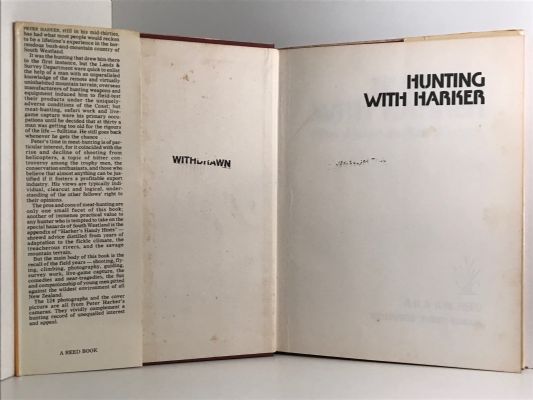 PETER HARKER, still in his mid-thirties,
has had what most people would reckon
to be a lifetime's experience in the
bush-and-mountain country of
South Westland.
It was the hunting that drew him there
in the first instance, but the Lands &
Survey Department were quick to enlist
the help of a man with an unparalleled
knowledge of the remote and virtually
uninhabited mountain terrain; overseas
manufacturers of hunting weapons and
equipment induced him to field-test
their products under the uniquely-
adverse conditions of the Coast; but
meat-hunting, safari work and live-
game capture were his primary occu-
pations until he decided that at thirty a
man was getting too old for the rigours
of the life — fulltime. He still goes back
whenever he gets the chance.
Peter's time in meat-hunting is of par-
ticular interest, for it coincided with the
rise and decline of shooting from
helicopters, a topic of bitter con-
troversy among the trophy men, the
conservation enthusiasts, and those who
believe that almost anything can be jus-
tified if it fosters a profitable export
industry. His views are typically indi-
vidual, clearcut and logical, under-
standing of the other fellows' right to
their opinions.
The pros and cons of meat-hunting are
only one small facet of this book;
another of immense practical value to
any hunter who is tempted to take on the
special hazards of South Westland is the
appendix of "Harker's Handy Hints" —
shrewd advice distilled from years of
adaptation to the fickle climate, the
treacherous rivers, and the savage
mountain terrain.
But the main body of this book is the
recall of the field years — shooting, fly-
ing, climbing, photography, guiding,
survey work, live-game capture, the
comedies and near-tragedies, the fun
and companionship of young men pitted
against the wildest environment of all
New Zealand.
The 124 photographs and the cover
picture are all from Peter Harker's
cameras. They vividly complement a
hunting record of unequalled interest
and appeal.
A REED BOOK
WITHDRAWN
HUNTING
WITH HARKER